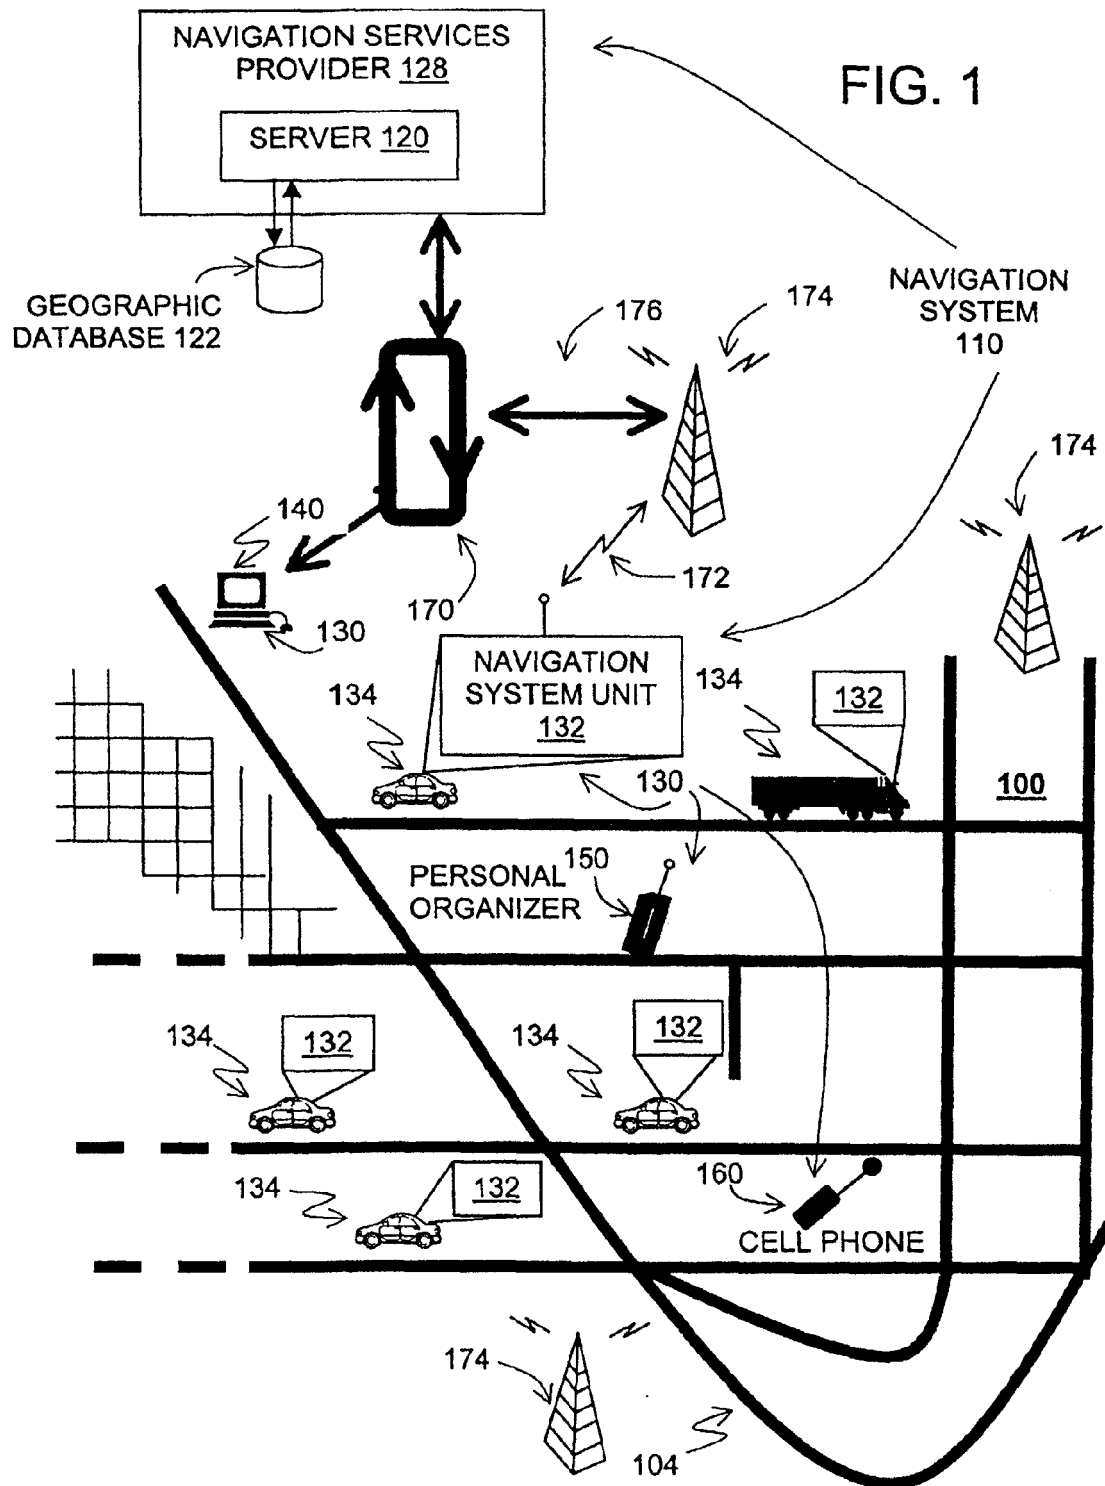 NAVIGATION SERVICES
PROVIDER 128
FIG. 1
SERVER 120
GEOGRAPHIC
DATABASE 122
NAVIGATION
SYSTEM
110
176
174
174
140
172
170
130
NAVIGATION
SYSTEM UNIT
132
134
134
132
130
100
150
PERSONAL
ORGANIZER
134
132
134
132
134
132
160
CELL PHONE
174
104